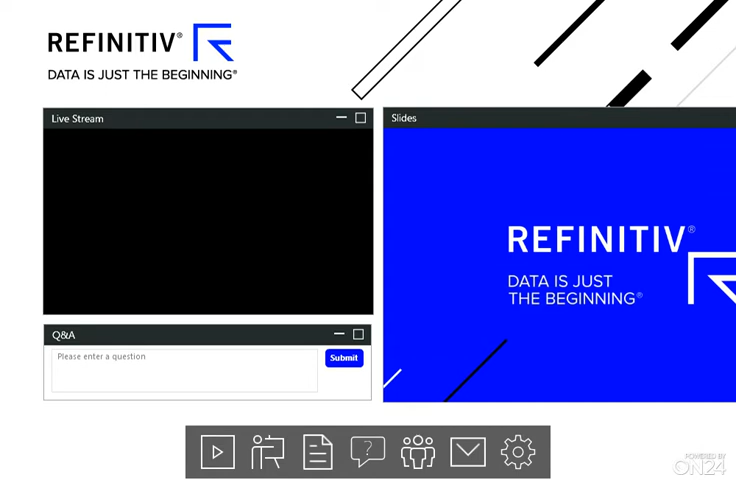 REFINITIV®
DATA IS JUST THE BEGINNING®
Live Stream
Slides
REFINITIV®
DATA IS JUST
THE BEGINNING®
Q&A
Please enter a question
Submit
?
POWERED BY
ON24